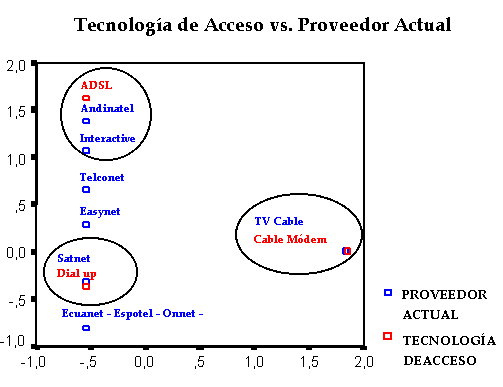 Tecnología de Acceso vs. Proveedor Actual
2,0
ADSL
1,5
Andinatel
Interactive
1,0
Telconet
,5
Easynet
TV Cable
Cable Módem
0,0
Satnet
Dial up
-,5
Ecuanet - Espotel - Onnet -
-1,0
-1,0
-,5
0,0
,5
1,0
1,5
2,0
PROVEEDOR
ACTUAL
TECNOLOGÍA
DEACCESO